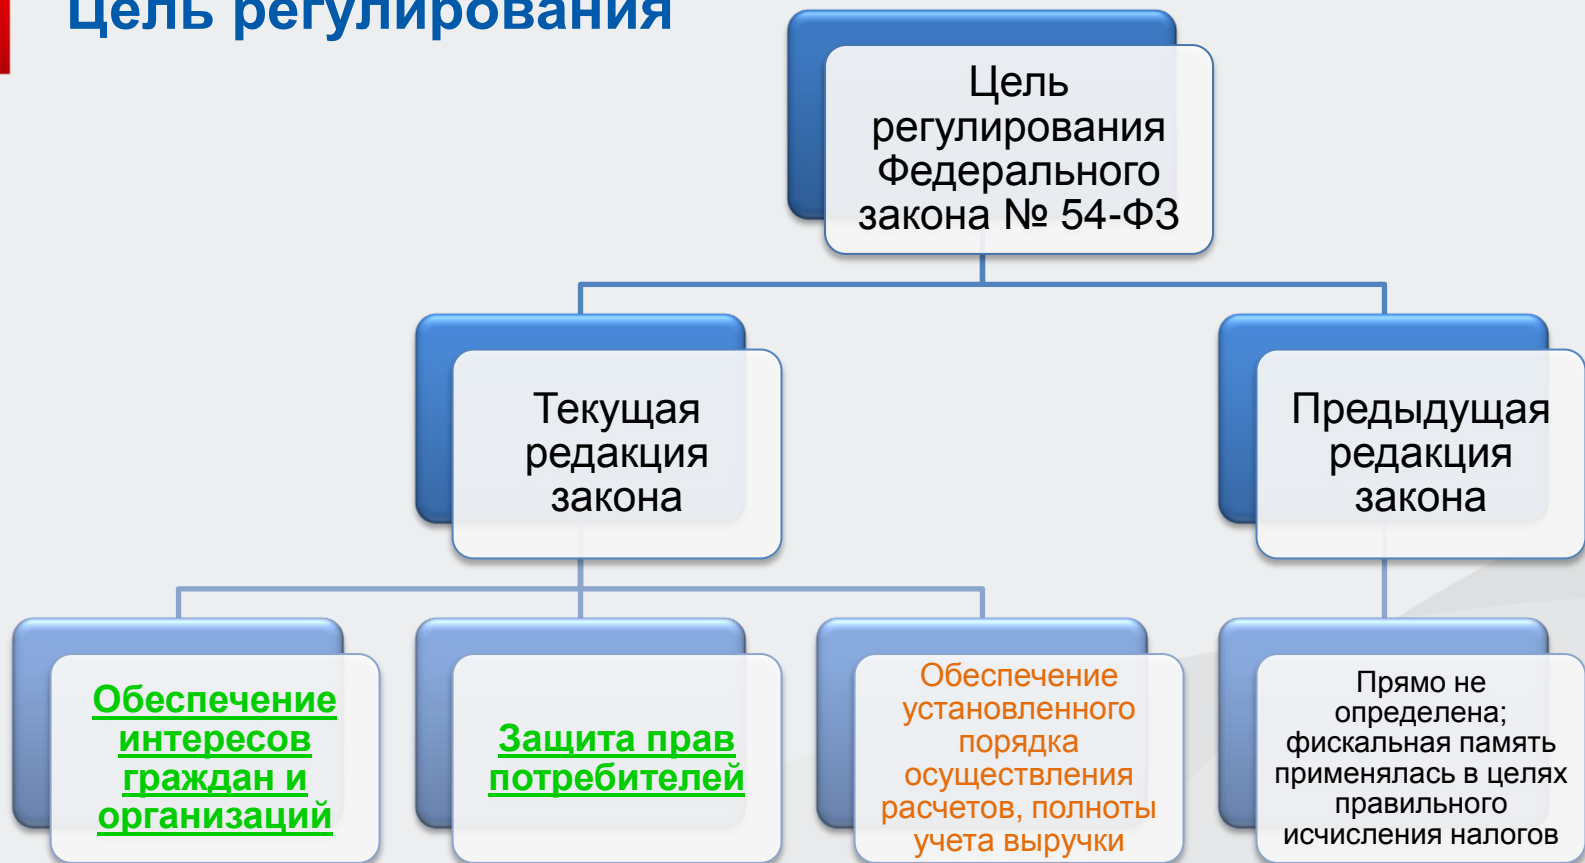 Цель регулирования
Цель
регулирования
Федерального
закона № 54-ФЗ
Текущая
редакция
закона
Предыдущая
редакция
закона
Обеспечение
интересов
граждан и
организаций
Защита прав
потребителей
Обеспечение
установленного
порядка
осуществления
расчетов, полноты
учета выручки
Прямо не
определена;
фискальная память
применялась в целях
правильного
исчисления налогов